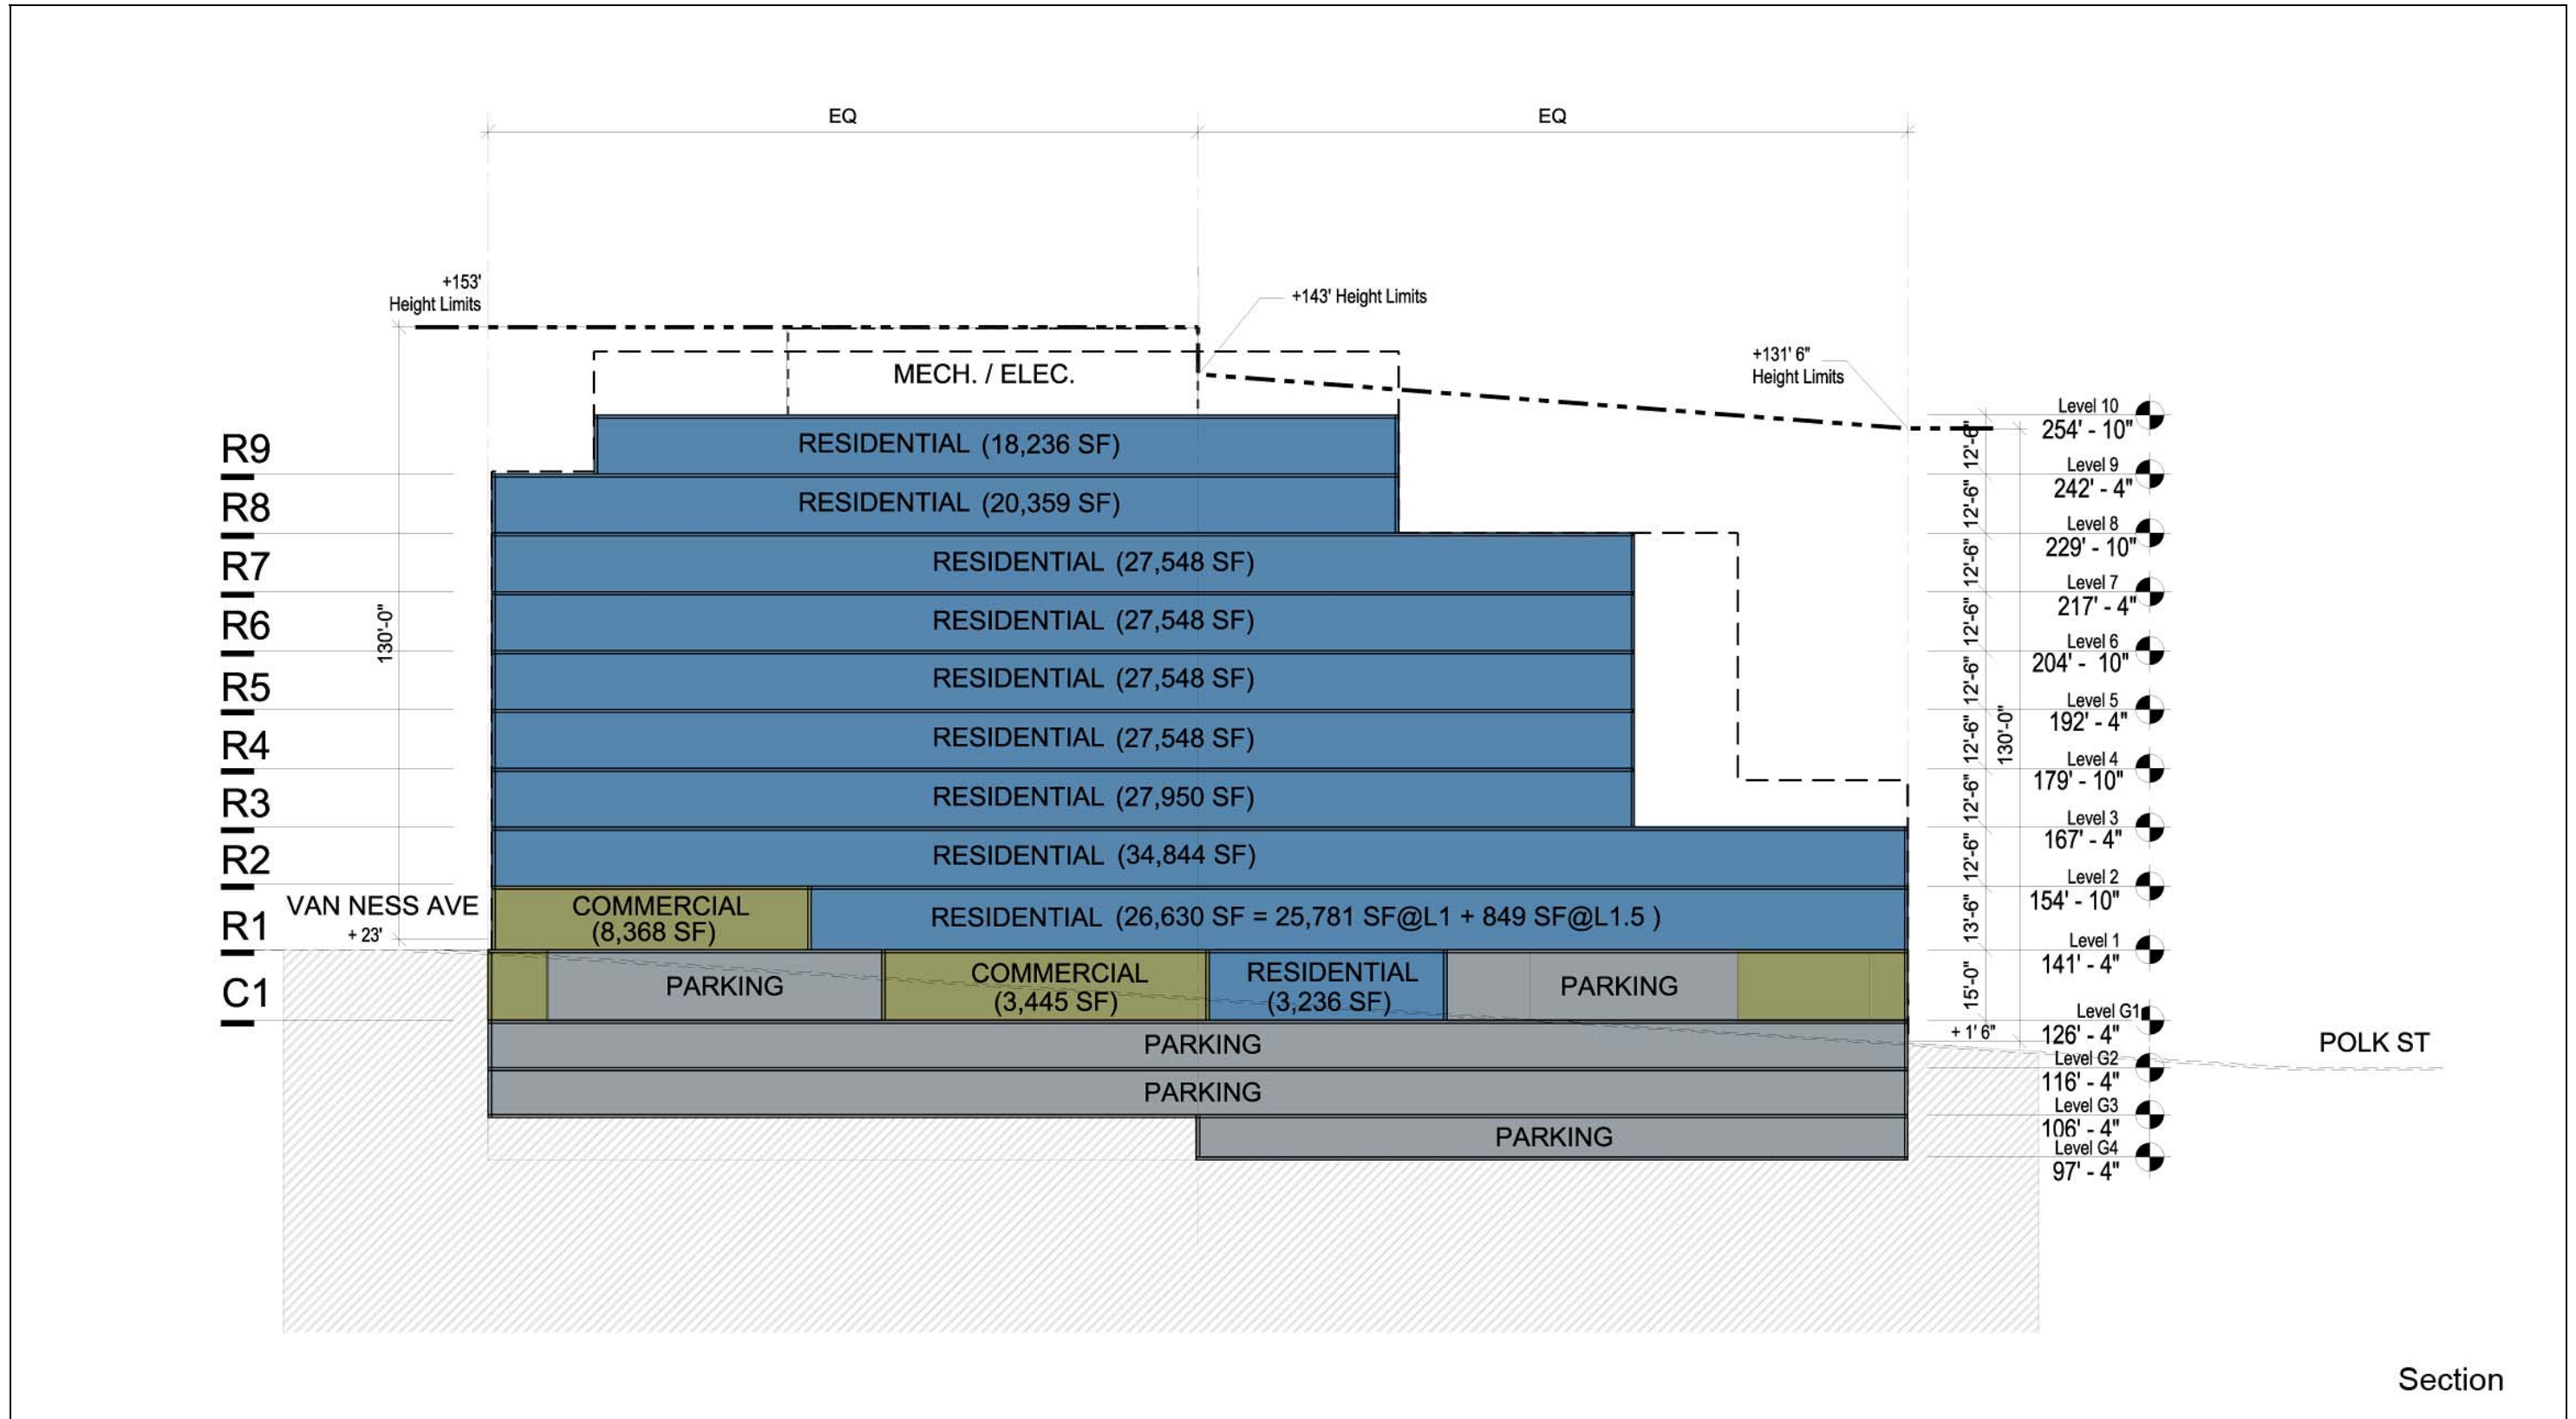 EQ
EQ
+153'
Height Limits
+143' Height Limits
+131' 6"
Height Limits
MECH. / ELEC.
Level 10
254' - 10"
12'-6"
R9
RESIDENTIAL (18,236 SF)
Level 9
242' - 4"
12'-6"
R8
RESIDENTIAL (20,359 SF)
Level 8
229' - 10"
12'-6"
R7
RESIDENTIAL (27,548 SF)
Level 7
217' - 4"
12'-6"
R6
RESIDENTIAL (27,548 SF)
130'-0"
Level 6
204' - 10"
12'-6"
R5
RESIDENTIAL (27,548 SF)
Level 5
192' - 4"
12'-6"
130'-0"
R4
RESIDENTIAL (27,548 SF)
Level 4
179' - 10"
12'-6"
R3
RESIDENTIAL (27,950 SF)
Level 3
167' - 4"
12'-6"
R2
RESIDENTIAL (34,844 SF)
Level 2
154' - 10"
13'-6"
R1
VAN NESS AVE
+ 23'
COMMERCIAL
(8,368 SF)
RESIDENTIAL (26,630 SF = 25,781 SF@L1 + 849 SF@L1.5 )
Level 1
141' - 4"
15'-0"
C1
PARKING
COMMERCIAL
(3,445 SF)
RESIDENTIAL
(3,236 SF)
PARKING
Level G1
126' - 4"
+ 1' 6"
POLK ST
PARKING
Level G2
116' - 4"
PARKING
Level G3
106' - 4"
PARKING
Level G4
97' - 4"
Section